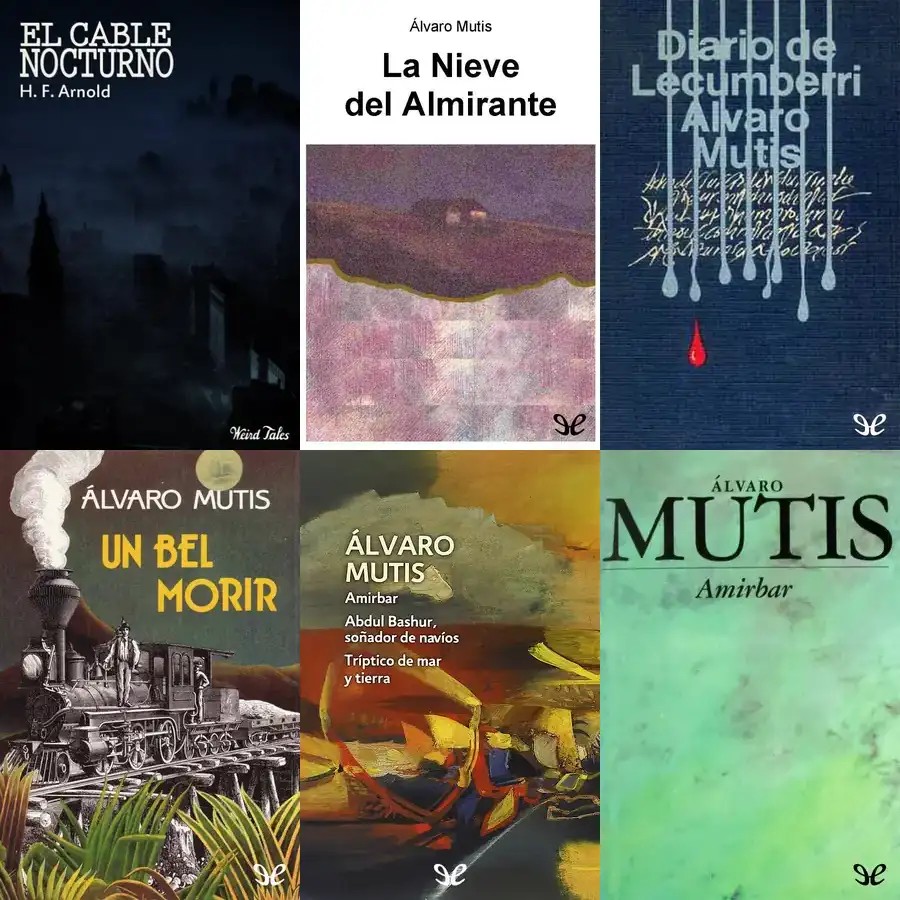 EL CABLE
NOCTURNO
H. F. Arnold
Weird Tales
Álvaro Mutis
La Nieve
del Almirante
Diario de
Lecumberri
Alvaro
Mutis
ÁLVARO MUTIS
UN BEL
MORIR
ÁLVARO
MUTIS
Amirbar
Abdul Bashur,
soñador de navíos
Tríptico de mar
y tierra
ÁLVARO
MUTIS
Amirbar